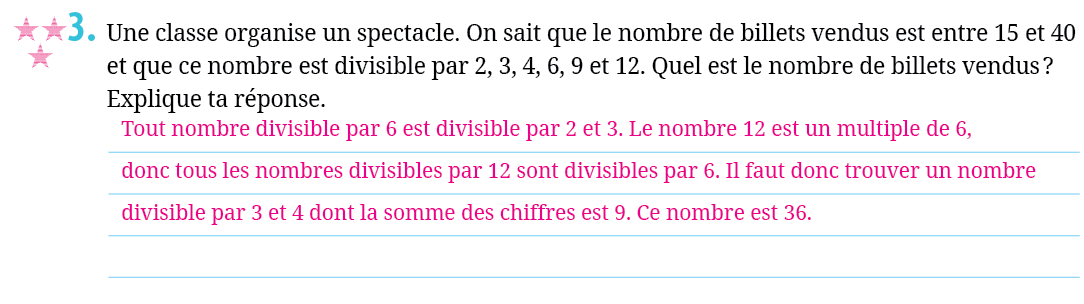 3. Une classe organise un spectacle. On sait que le nombre de billets vendus est entre 15 et 40
et que ce nombre est divisible par 2, 3, 4, 6, 9 et 12. Quel est le nombre de billets vendus ?
Explique ta réponse.
Tout nombre divisible par 6 est divisible par 2 et 3. Le nombre 12 est un multiple de 6,
donc tous les nombres divisibles par 12 sont divisibles par 6. Il faut donc trouver un nombre
divisible par 3 et 4 dont la somme des chiffres est 9. Ce nombre est 36.